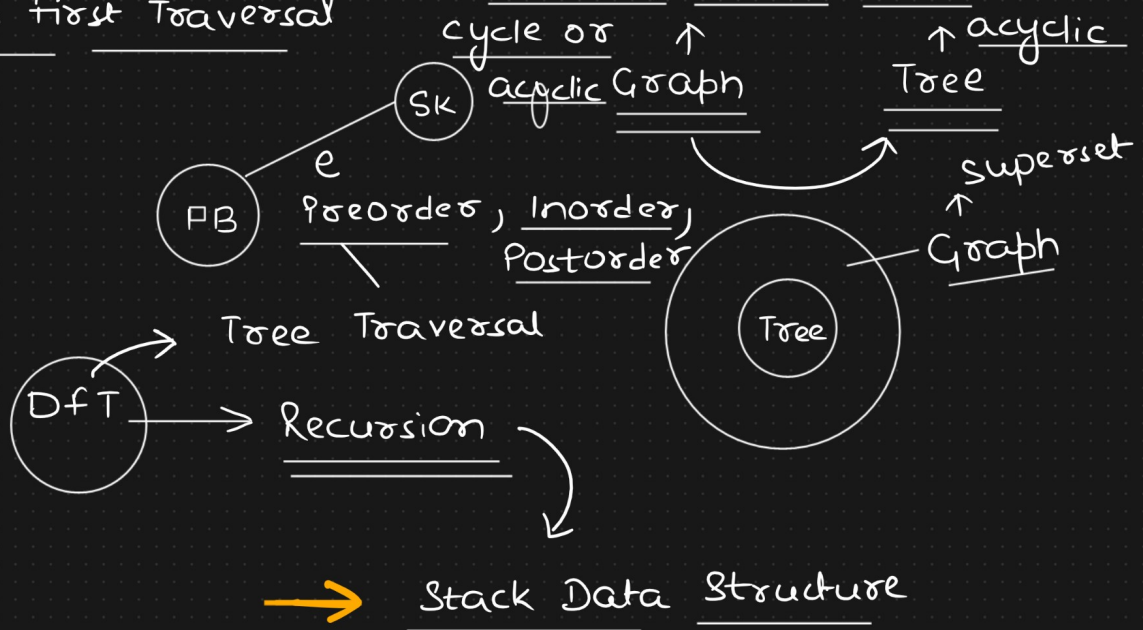 First Traversal
cycle or
acyclic Graph
acyclic
Tree
SK
e
PB
Preorder, Inorder,
Postorder
superset
Graph
Tree
Tree Traversal
DfT
Recursion
Stack Data Structure